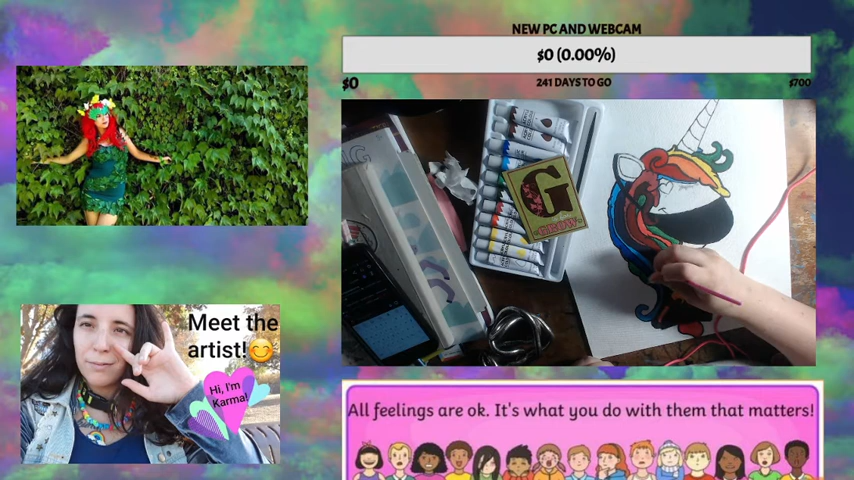 NEW PC AND WEBCAM
$0 (0.00%)
$0
241 DAYS TO GO
$700
G
GROW
Meet the
artist!
Hi, I'm
Karma!
All feelings are ok. It's what you do with them that matters!